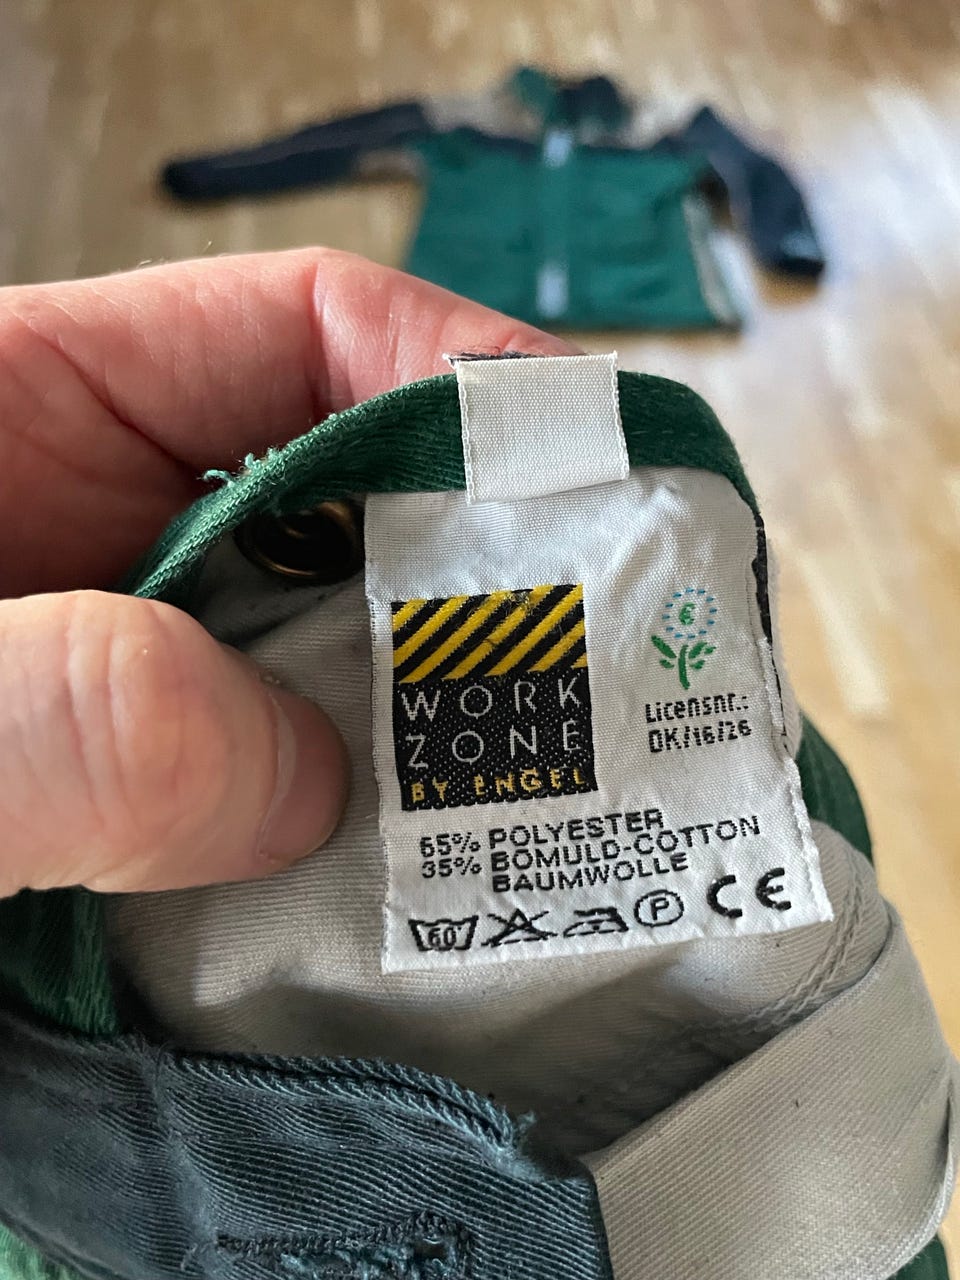 WORK
ZONE
BY ENGEL
€
Licensnr.:
DK/16/26
65% POLYESTER
35% BOMULD-COTTON
BAUMWOLLE
60° P CE